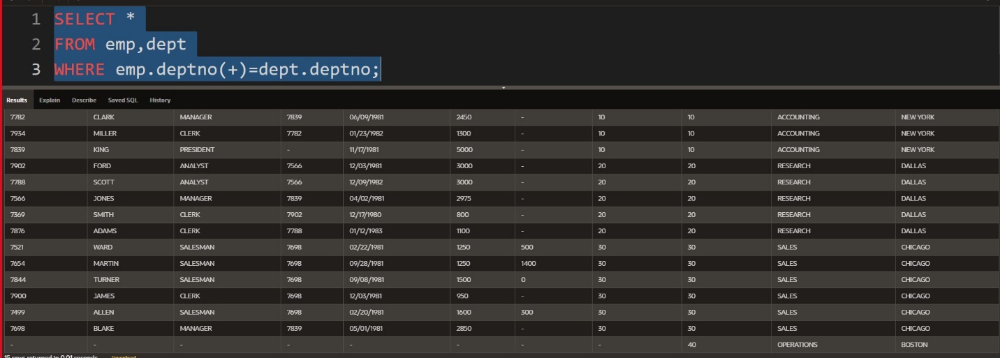 1 SELECT *
2 FROM emp,dept
3 WHERE emp.deptno(+)=dept.deptno;
Results Explain Describe Saved SQL History
7782 CLARK MANAGER 7839 06/09/1981 2450 - 10 10 ACCOUNTING NEW YORK
7934 MILLER CLERK 7782 01/23/1982 1300 - 10 10 ACCOUNTING NEW YORK
7839 KING PRESIDENT - 11/17/1981 5000 - 10 10 ACCOUNTING NEW YORK
7902 FORD ANALYST 7566 12/03/1981 3000 - 20 20 RESEARCH DALLAS
7788 SCOTT ANALYST 7566 12/09/1982 3000 - 20 20 RESEARCH DALLAS
7566 JONES MANAGER 7839 04/02/1981 2975 - 20 20 RESEARCH DALLAS
7369 SMITH CLERK 7902 12/17/1980 800 - 20 20 RESEARCH DALLAS
7876 ADAMS CLERK 7788 01/12/1983 1100 - 20 20 RESEARCH DALLAS
7521 WARD SALESMAN 7698 02/22/1981 1250 500 30 30 SALES CHICAGO
7654 MARTIN SALESMAN 7698 09/28/1981 1250 1400 30 30 SALES CHICAGO
7844 TURNER SALESMAN 7698 09/08/1981 1500 0 30 30 SALES CHICAGO
7900 JAMES CLERK 7698 12/03/1981 950 - 30 30 SALES CHICAGO
7499 ALLEN SALESMAN 7698 02/20/1981 1600 300 30 30 SALES CHICAGO
7698 BLAKE MANAGER 7839 05/01/1981 2850 - 30 30 SALES CHICAGO
- - - - - - - - 40 OPERATIONS BOSTON
15 rows returned in 0.01 seconds Download